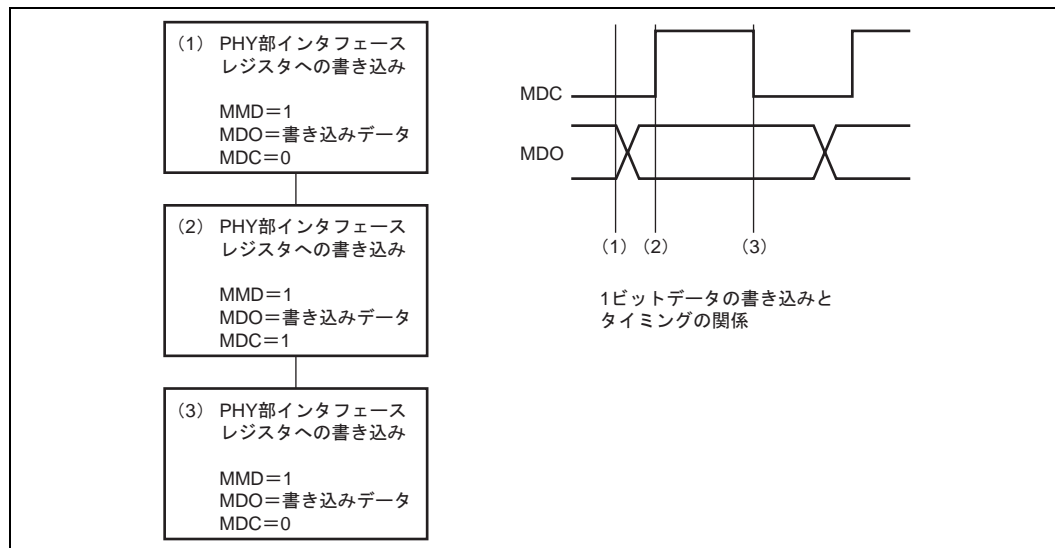 (1) PHY部インタフェース
レジスタへの書き込み
MMD=1
MDO=書き込みデータ
MDC=0
(2) PHY部インタフェース
レジスタへの書き込み
MMD=1
MDO=書き込みデータ
MDC=1
(3) PHY部インタフェース
レジスタへの書き込み
MMD=1
MDO=書き込みデータ
MDC=0
MDC
MDO
(1) (2) (3)
1ビットデータの書き込みと
タイミングの関係